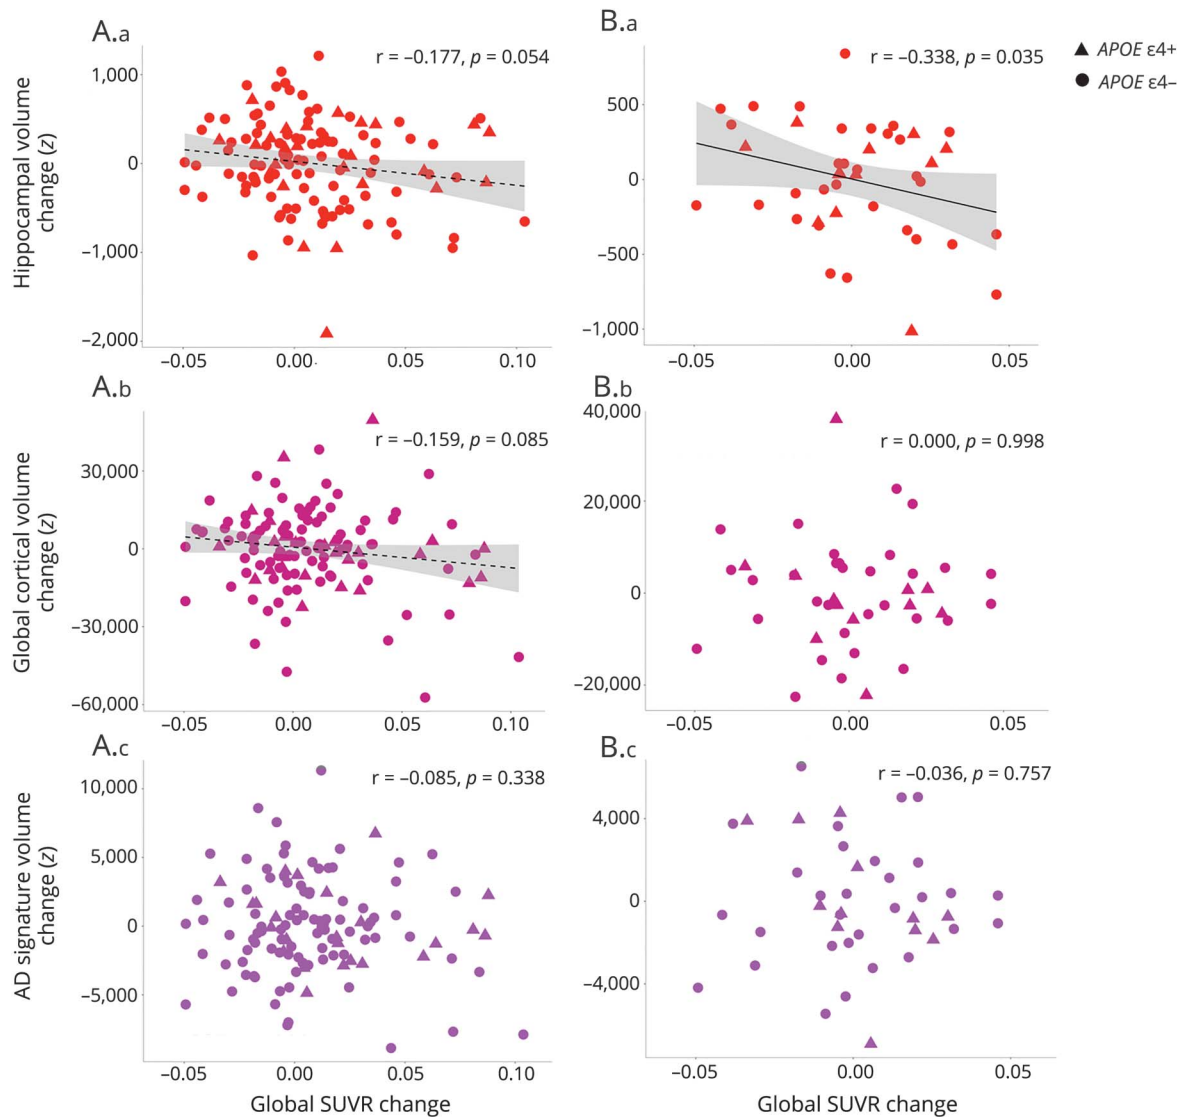 A.a
r = –0.177, p = 0.054
1,000
0
–1,000
–2,000
–0.05
0.00
0.05
0.10
Hippocampal volume
change (z)
B.a
r = –0.338, p = 0.035
500
0
–500
–1,000
–0.05
0.00
0.05
APOE ε4+
APOE ε4–
A.b
r = –0.159, p = 0.085
30,000
0
–30,000
–60,000
–0.05
0.00
0.05
0.10
Global cortical volume
change (z)
B.b
r = 0.000, p = 0.998
40,000
20,000
0
–20,000
–0.05
0.00
0.05
A.c
r = –0.085, p = 0.338
10,000
5,000
0
–5,000
–0.05
0.00
0.05
0.10
AD signature volume
change (z)
Global SUVR change
B.c
r = –0.036, p = 0.757
4,000
0
–4,000
–0.05
0.00
0.05
Global SUVR change